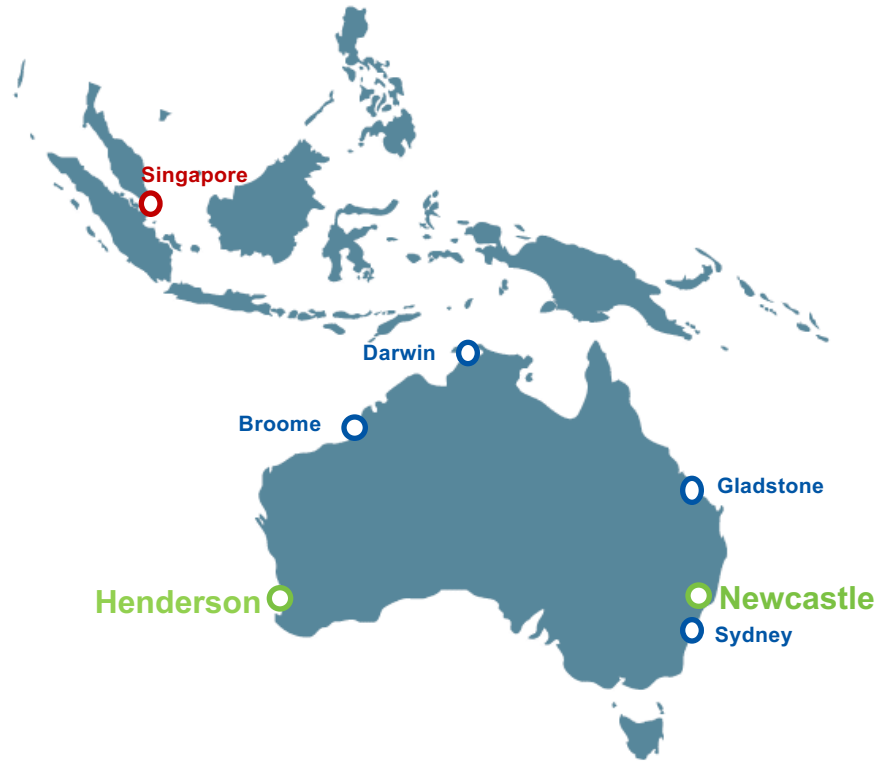 Singapore
Darwin
Broome
Gladstone
Henderson
Newcastle
Sydney